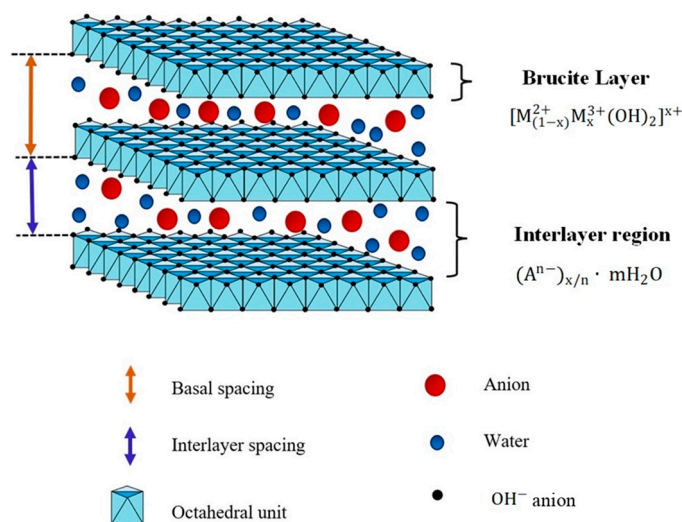 Brucite Layer
[M²⁺₍₁₋ₓ₎M³⁺ₓ(OH)₂]ˣ⁺
Interlayer region
(Aⁿ⁻)ₓ/ₙ · mH₂O
Basal spacing
Anion
Interlayer spacing
Water
Octahedral unit
OH⁻ anion